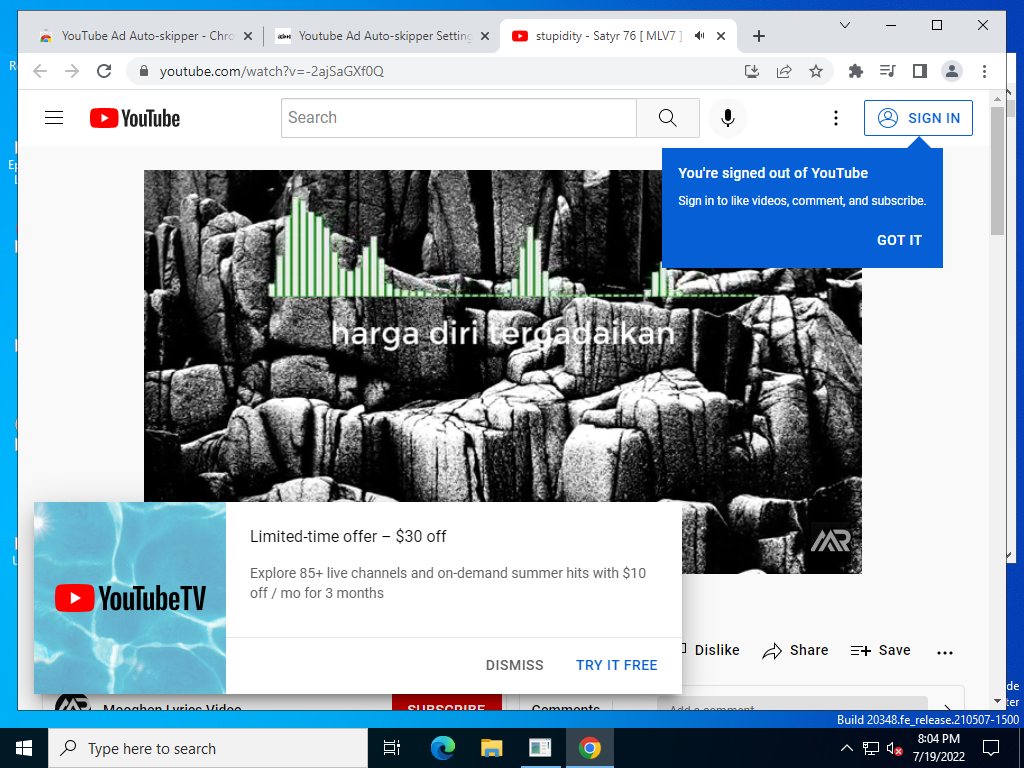 YouTube Ad Auto-skipper - Chro
Youtube Ad Auto-skipper Setting
stupidity - Satyr 76 [ MLV7 ]
youtube.com/watch?v=-2ajSaGXf0Q
YouTube
Search
SIGN IN
You're signed out of YouTube
Sign in to like videos, comment, and subscribe.
GOT IT
harga diri tergadaikan
MR
Limited-time offer – $30 off
Explore 85+ live channels and on-demand summer hits with $10
off / mo for 3 months
YouTubeTV
DISMISS
TRY IT FREE
Dislike
Share
Save
Mooghen Lyrics Video
SUBSCRIBE
Comments
Add a comment
Build 20348.fe_release.210507-1500
Type here to search
8:04 PM
7/19/2022